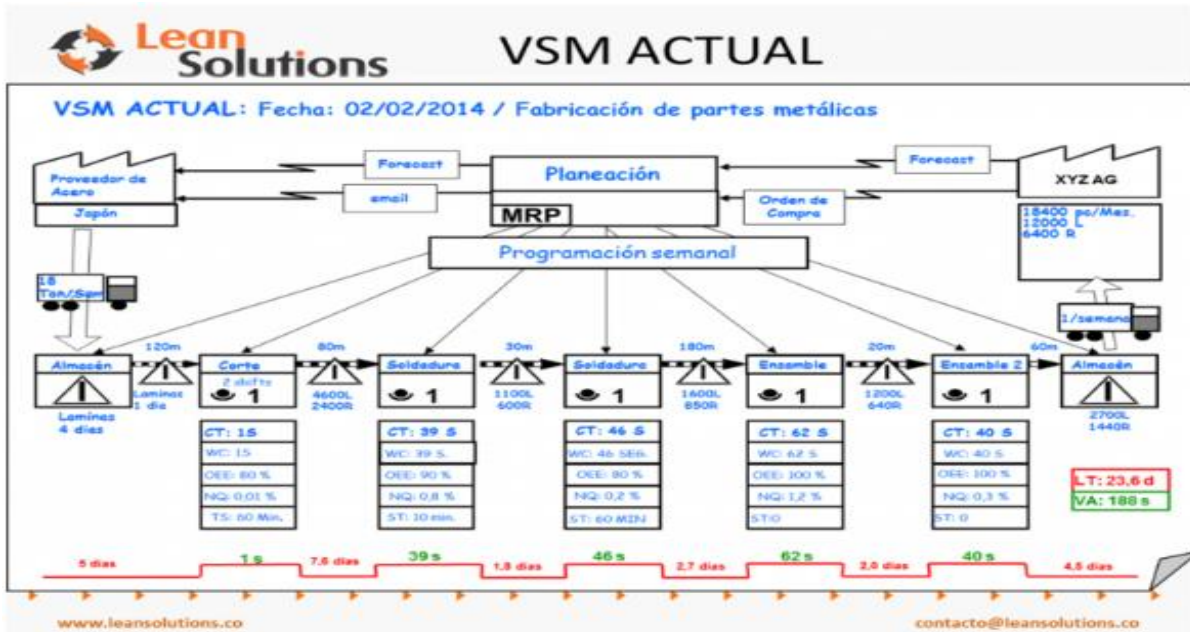 Lean
Solutions
VSM ACTUAL
VSM ACTUAL: Fecha: 02/02/2014 / Fabricación de partes metálicas
Proveedor de
Acero
Japón
Forecast
email
Planeación
MRP
Forecast
Orden de
Compra
XYZ AG
18400 pc/Mez.
12000 L
6400 R
Programación semanal
18
Ton/Sem
1/semana
120m
80m
30m
180m
20m
60m
Almacén
Corte
Soldadura
Soldadura
Ensamble
Ensamble 2
Almacén
Laminas
4 dias
Laminas
1 dia
2 shifts
1
4600L
2400R
1
1100L
600R
1
1600L
850R
1
1200L
640R
1
2700L
1440R
CT: 1S
WC: 1S
OEE: 80 %
NQ: 0,01 %
TS: 60 Min.
CT: 39 S
WC: 39 S.
OEE: 90 %
NQ: 0,8 %
ST: 10 min.
CT: 46 S
WC: 46 SEG.
OEE: 80 %
NQ: 0,2 %
ST: 60 MIN
CT: 62 S
WC: 62 S
OEE: 100 %
NQ: 1,2 %
ST:0
CT: 40 S
WC: 40 S
OEE: 100 %
NQ: 0,3 %
ST: 0
LT: 23,6 d
VA: 188 s
5 dias
1 s
7,6 dias
39 s
1,8 dias
46 s
2,7 dias
62 s
2,0 dias
40 s
4,5 dias
www.leansolutions.co
contacto@leansolutions.co